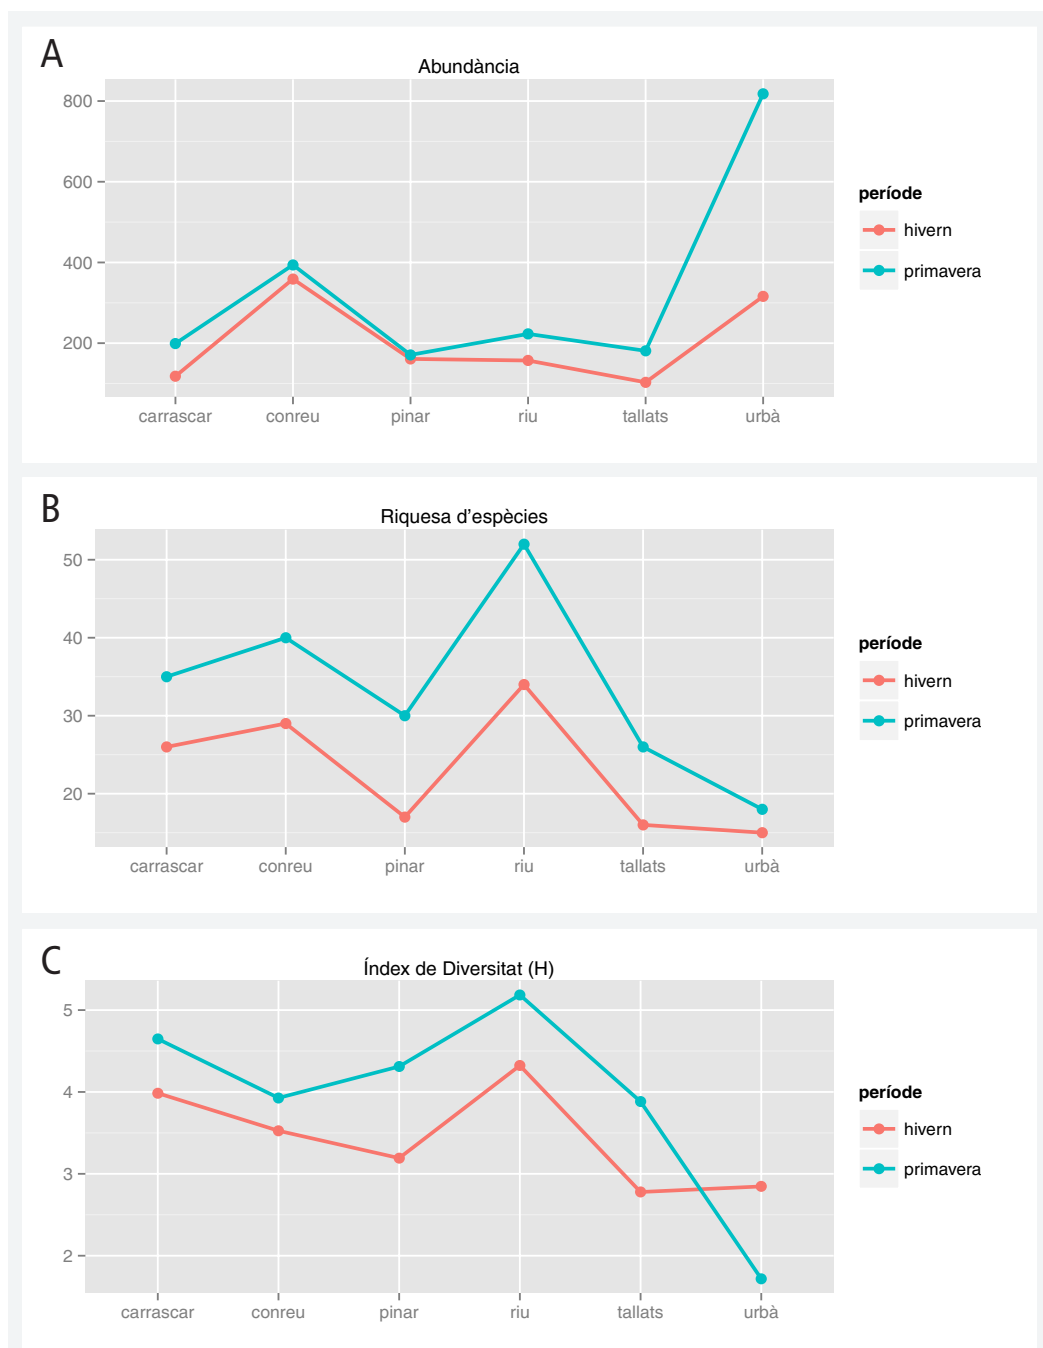 A
Abundància
800
600
400
200
carrascar conreu pinar riu tallats urbà
període
hivern
primavera
B
Riquesa d'espècies
50
40
30
20
carrascar conreu pinar riu tallats urbà
període
hivern
primavera
C
Índex de Diversitat (H)
5
4
3
2
carrascar conreu pinar riu tallats urbà
període
hivern
primavera